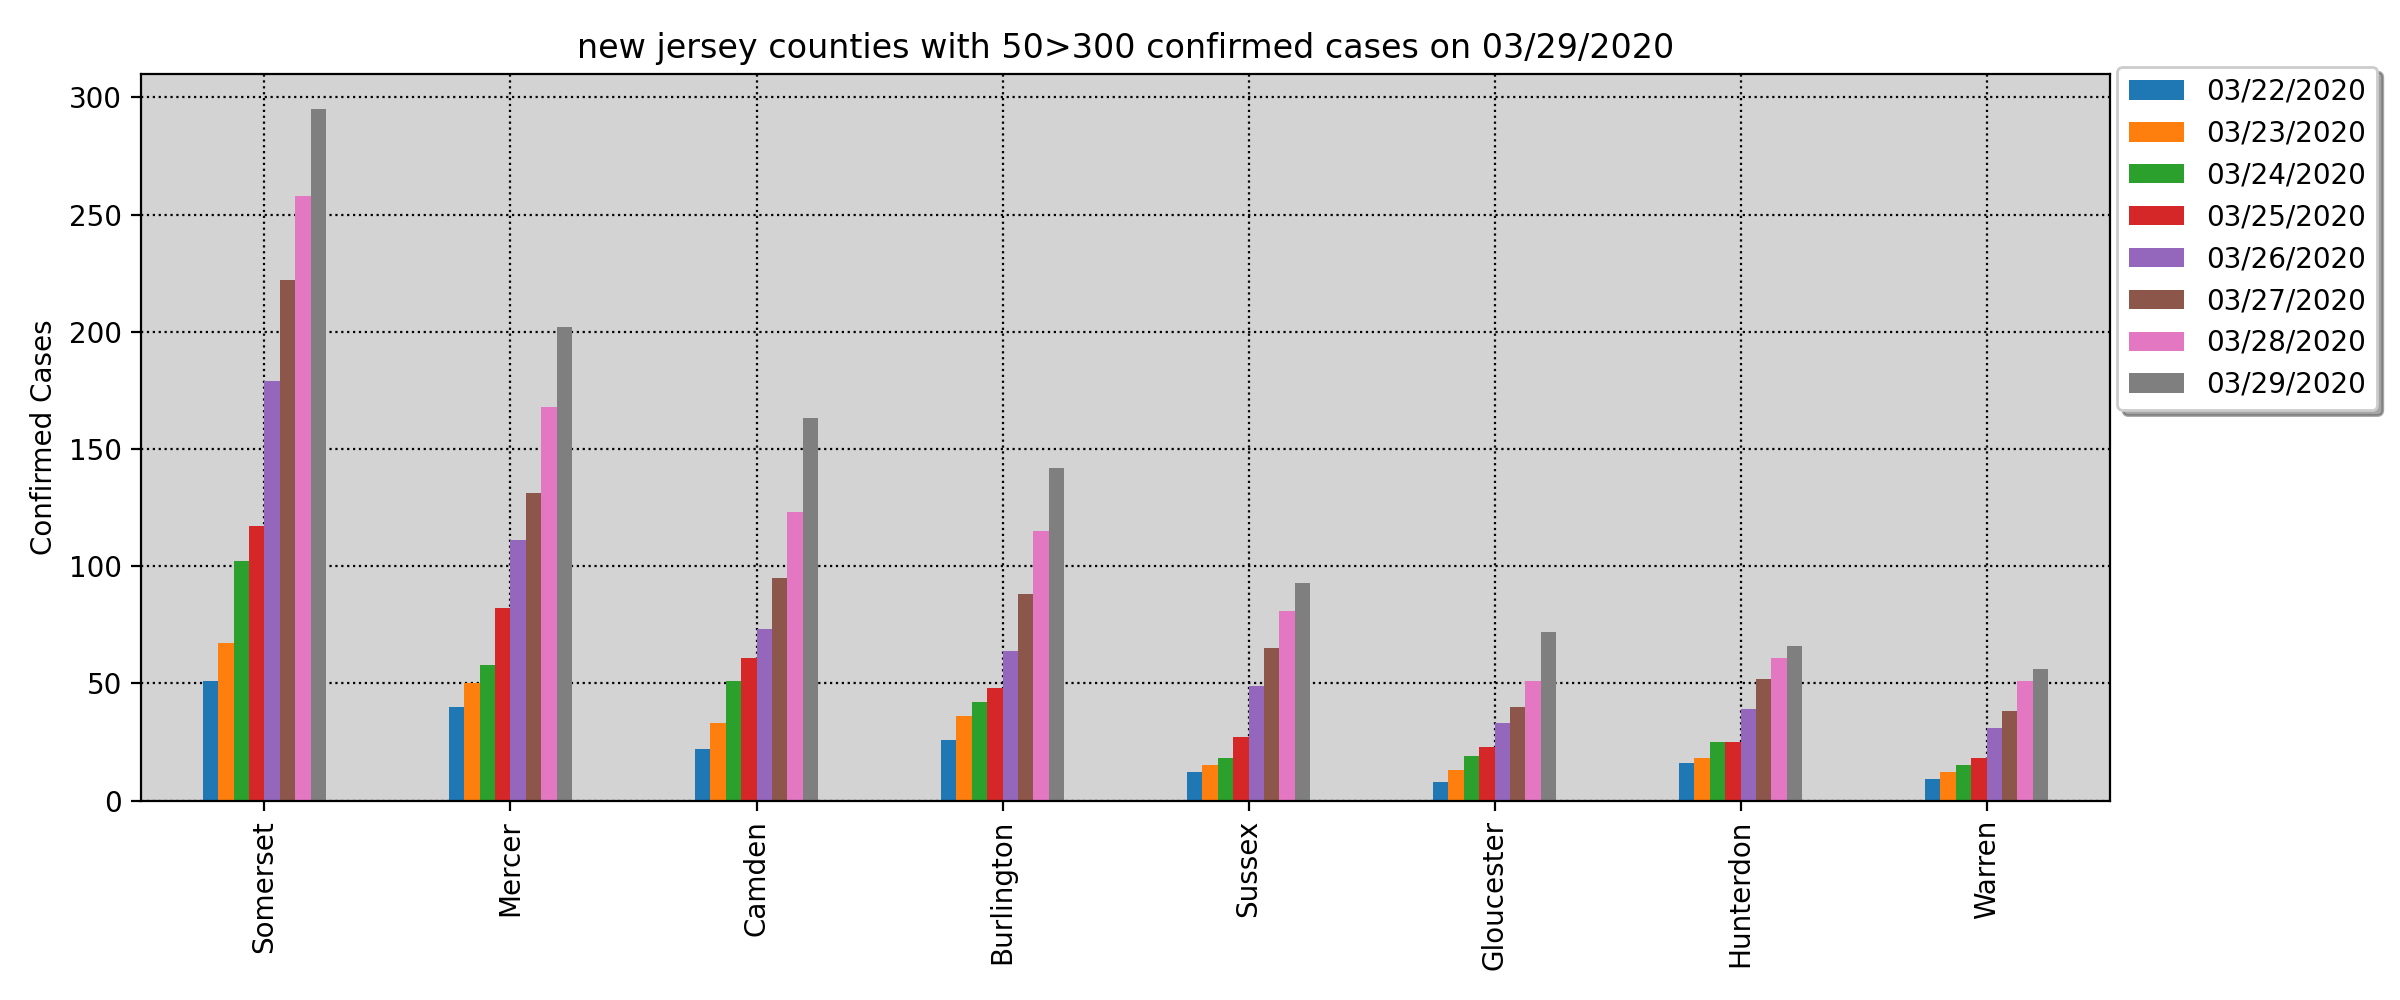 new jersey counties with 50>300 confirmed cases on 03/29/2020
Confirmed Cases
300
250
200
150
100
50
0
Somerset
Mercer
Camden
Burlington
Sussex
Gloucester
Hunterdon
Warren
03/22/2020
03/23/2020
03/24/2020
03/25/2020
03/26/2020
03/27/2020
03/28/2020
03/29/2020